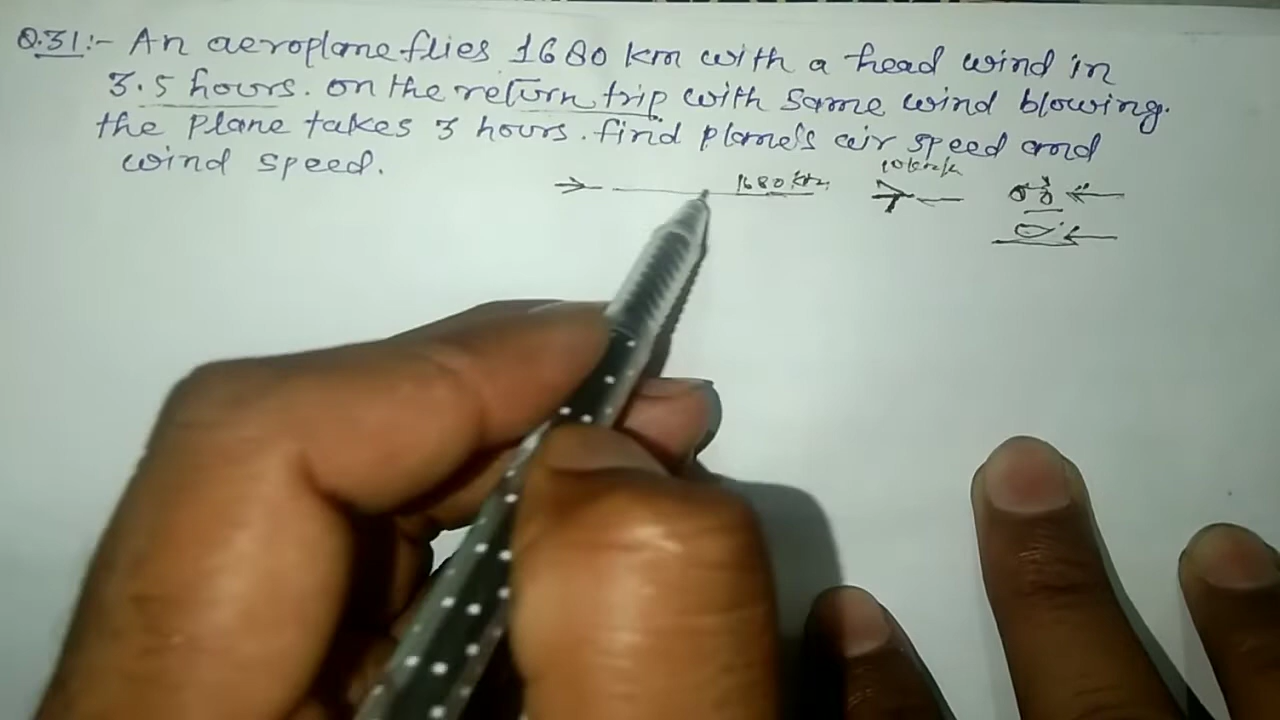 Q.31:- An aeroplane flies 1680 km with a head wind in
3.5 hours. on the return trip with same wind blowing.
the plane takes 3 hours. find plane's air speed and
wind speed.
1680 km
10km/h